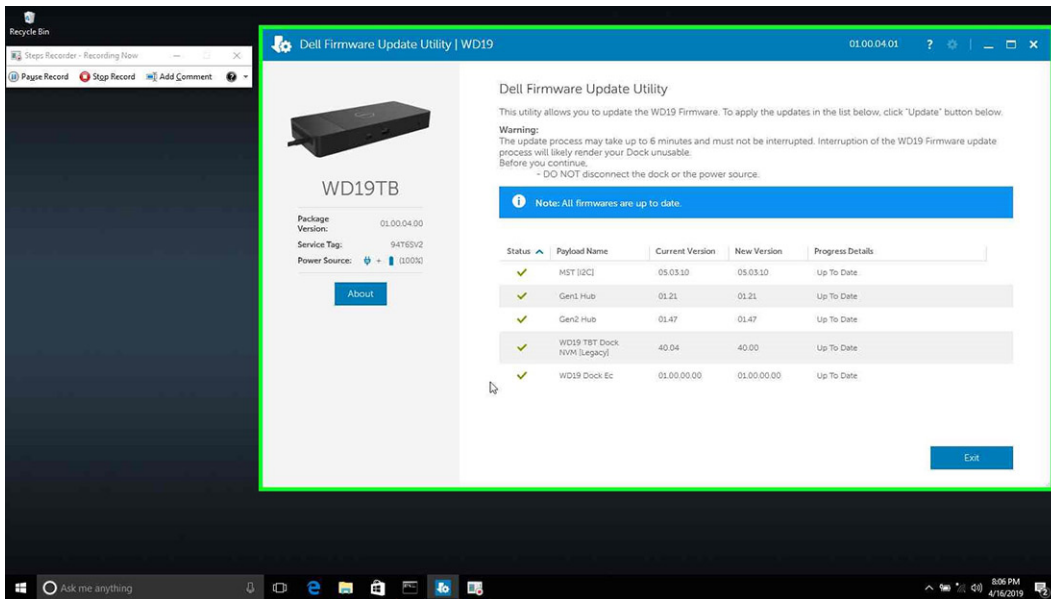 Recycle Bin
Steps Recorder - Recording Now
Pause Record Stop Record Add Comment
Dell Firmware Update Utility | WD19
01.00.04.01
WD19TB
Package Version: 01.00.04.00
Service Tag: 94T6SV2
Power Source: + (100%)
About
Dell Firmware Update Utility
This utility allows you to update the WD19 Firmware. To apply the updates in the list below, click "Update" button below.
Warning:
The update process may take up to 6 minutes and must not be interrupted. Interruption of the WD19 Firmware update
process will likely render your Dock unusable.
Before you continue,
- DO NOT disconnect the dock or the power source.
Note: All firmwares are up to date.
Status Payload Name Current Version New Version Progress Details
MST [I2C] 05.03.10 05.03.10 Up To Date
Gen1 Hub 01.21 01.21 Up To Date
Gen2 Hub 01.47 01.47 Up To Date
WD19 TBT Dock
NVM [Legacy] 40.04 40.00 Up To Date
WD19 Dock Ec 01.00.00.00 01.00.00.00 Up To Date
Exit
Ask me anything
8:06 PM
4/16/2019